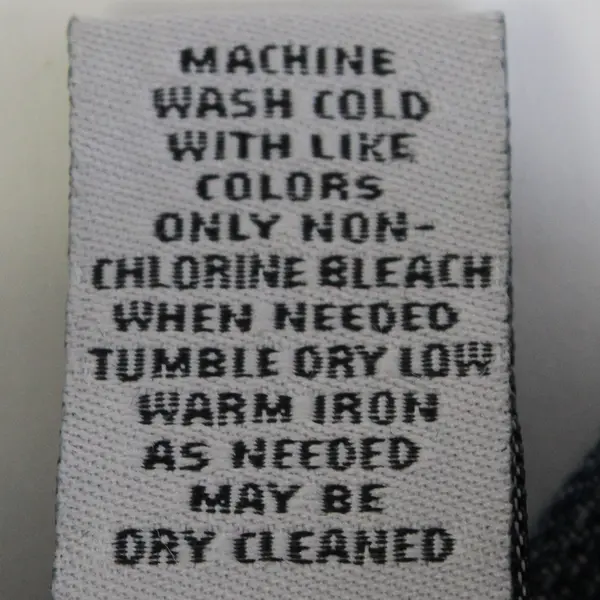 MACHINE
WASH COLD
WITH LIKE
COLORS
ONLY NON-
CHLORINE BLEACH
WHEN NEEDED
TUMBLE DRY LOW
WARM IRON
AS NEEDED
MAY BE
DRY CLEANED